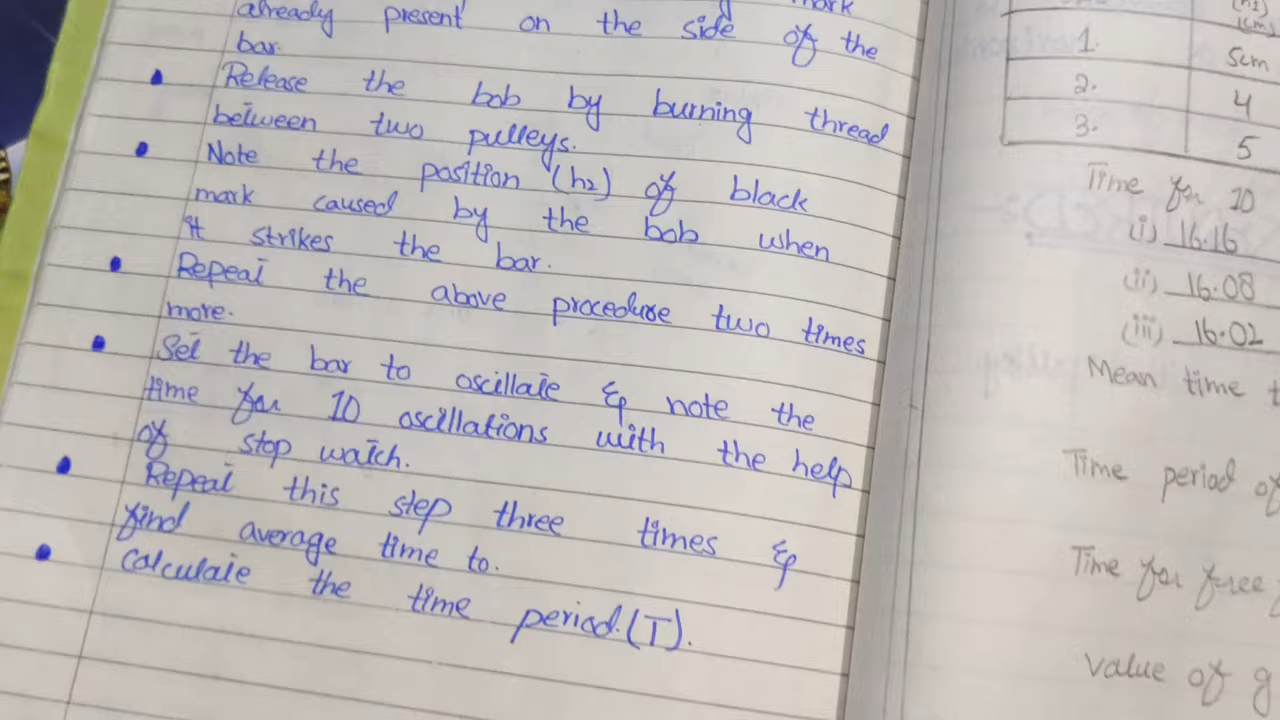 mark
already present on the side of the
bar.
• Release the bob by burning thread
between two pulleys.
• Note the position (h2) of black
mark caused by the bob when
it strikes the bar.
• Repeat the above procedure two times
more.
• Set the bar to oscillate & note the
time for 10 oscillations with the help
of stop watch.
• Repeat this step three times &
find average time to.
• calculate the time period.(T).
(h2)
(cm)
1. 5cm
2. 4
3. 5
Time for 10
(i) 16.16
(ii) 16.08
(iii) 16.02
Mean time t
Time period of
Time for free
value of g